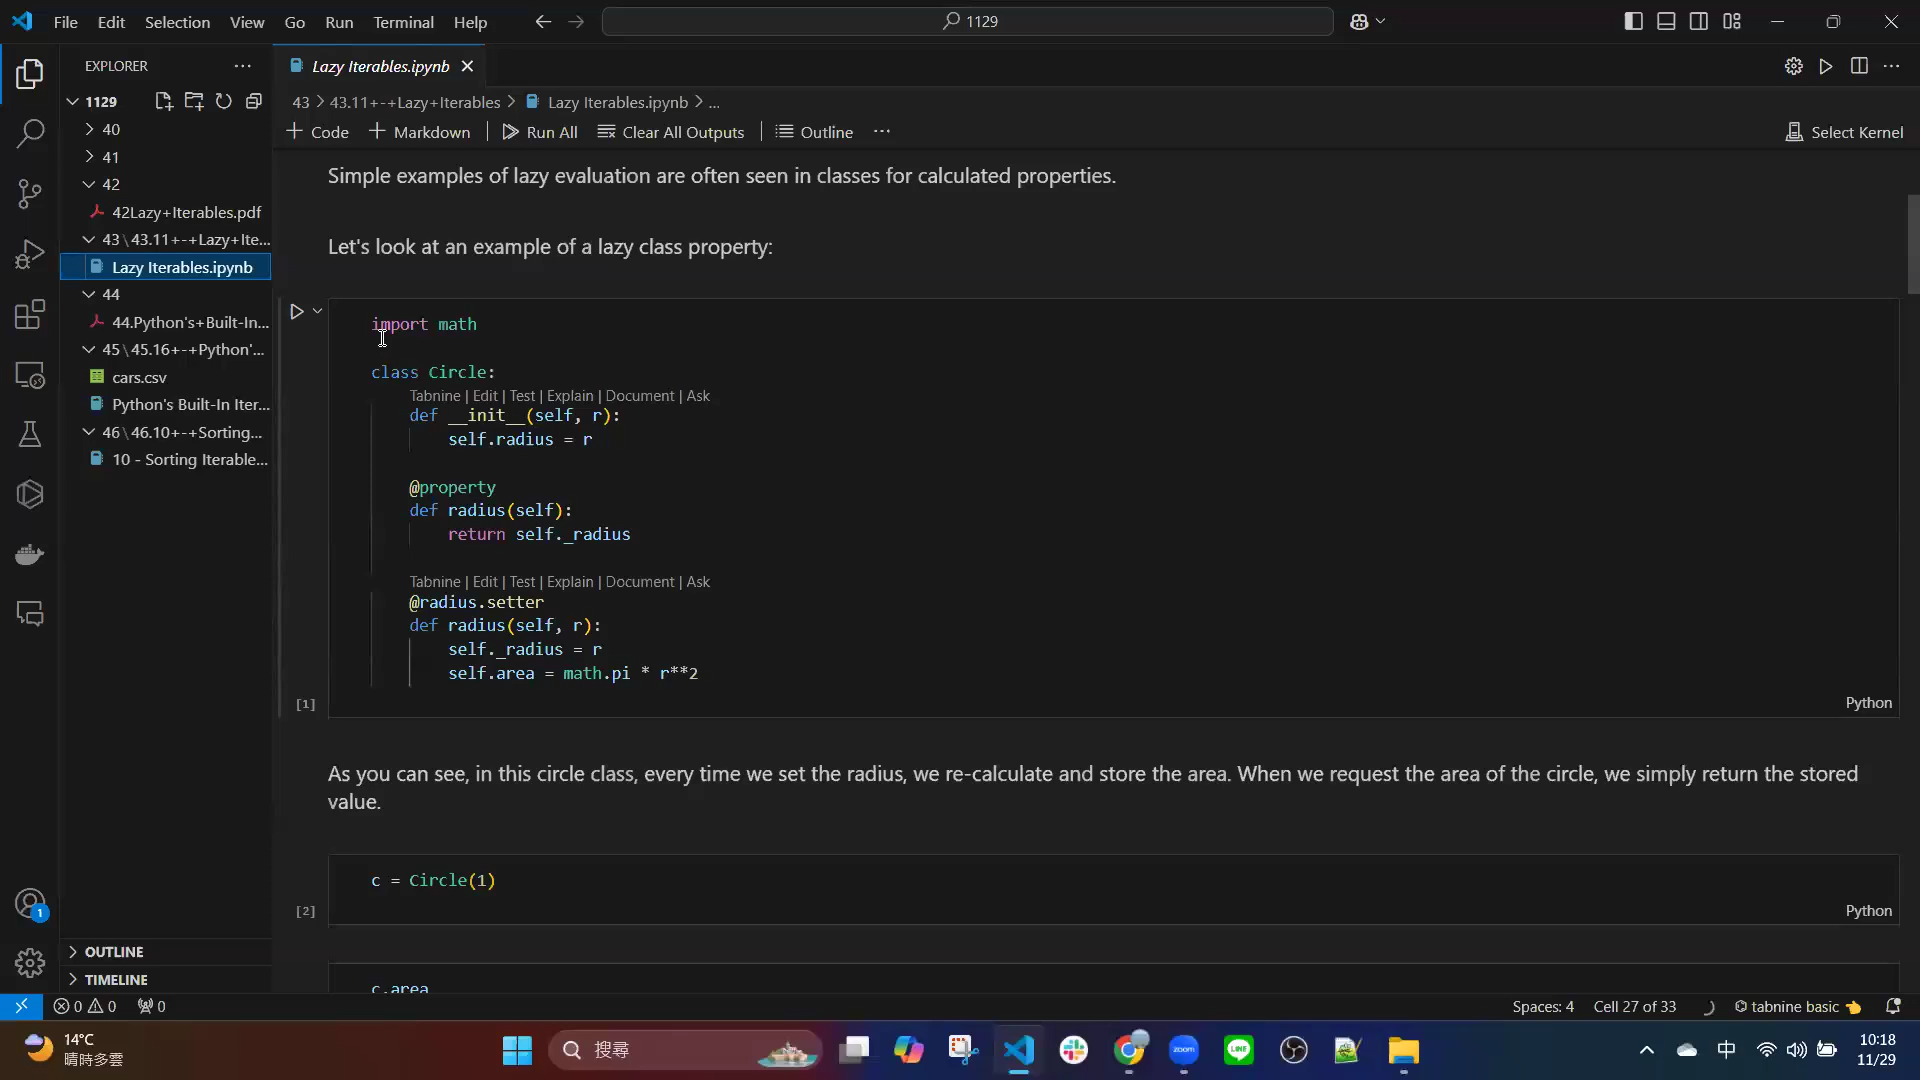 File Edit Selection View Go Run Terminal Help
1129
EXPLORER
1129
40
41
42
42Lazy+Iterables.pdf
43\43.11+-+Lazy+Ite...
Lazy Iterables.ipynb
44
44.Python's+Built-In...
45\45.16+-+Python'...
cars.csv
Python's Built-In Iter...
46\46.10+-+Sorting...
10 - Sorting Iterable...
OUTLINE
TIMELINE
Lazy Iterables.ipynb
43 > 43.11+-+Lazy+Iterables > Lazy Iterables.ipynb > ...
+ Code + Markdown Run All Clear All Outputs Outline ... Select Kernel
Simple examples of lazy evaluation are often seen in classes for calculated properties.
Let's look at an example of a lazy class property:
import math
class Circle:
Tabnine | Edit | Test | Explain | Document | Ask
def __init__(self, r):
self.radius = r
@property
def radius(self):
return self._radius
Tabnine | Edit | Test | Explain | Document | Ask
@radius.setter
def radius(self, r):
self._radius = r
self.area = math.pi * r**2
[1]
Python
As you can see, in this circle class, every time we set the radius, we re-calculate and store the area. When we request the area of the circle, we simply return the stored
value.
c = Circle(1)
[2]
Python
c.area
1
0 0 0
Spaces: 4 Cell 27 of 33 tabnine basic
14°C
晴時多雲
搜尋
zoom
LINE
中
10:18
11/29